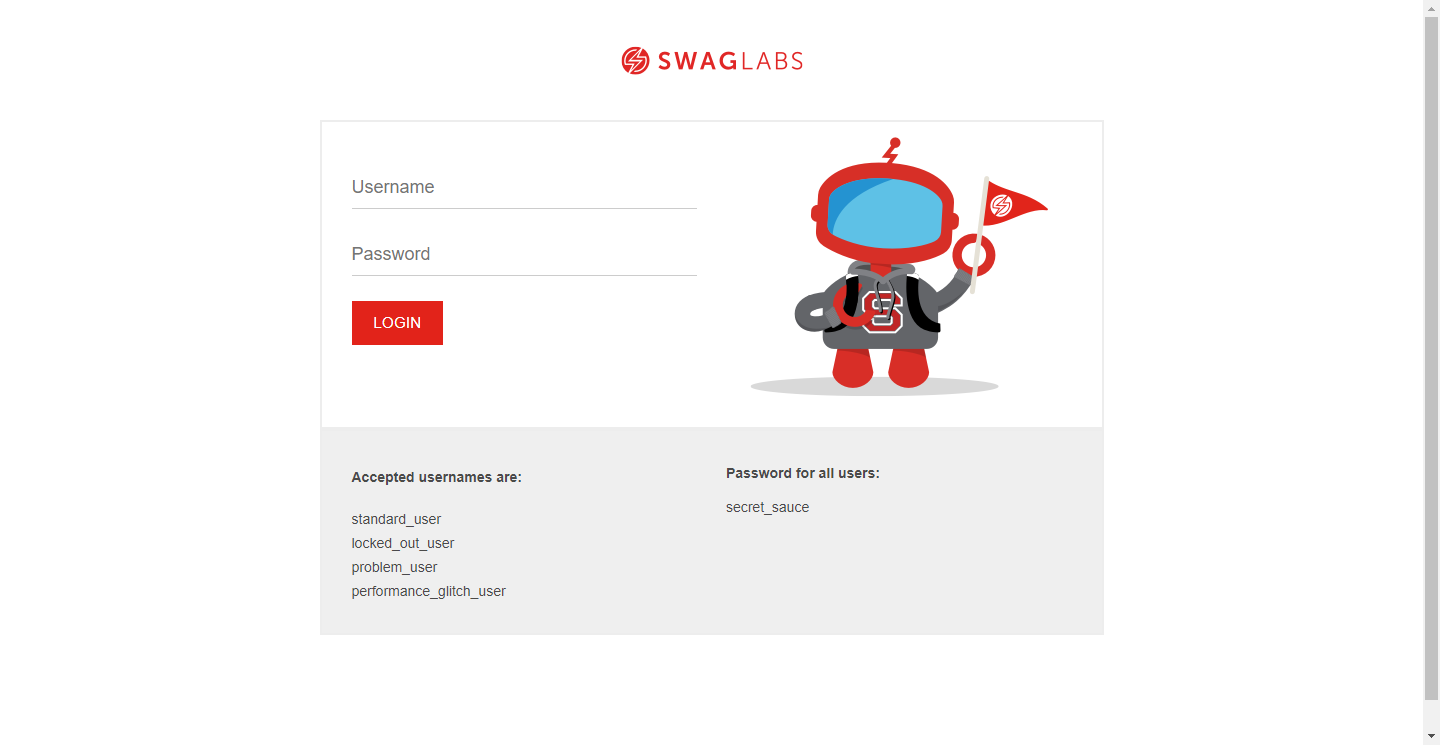 SWAGLABS
Username
Password
LOGIN
S
Accepted usernames are:
standard_user
locked_out_user
problem_user
performance_glitch_user
Password for all users:
secret_sauce